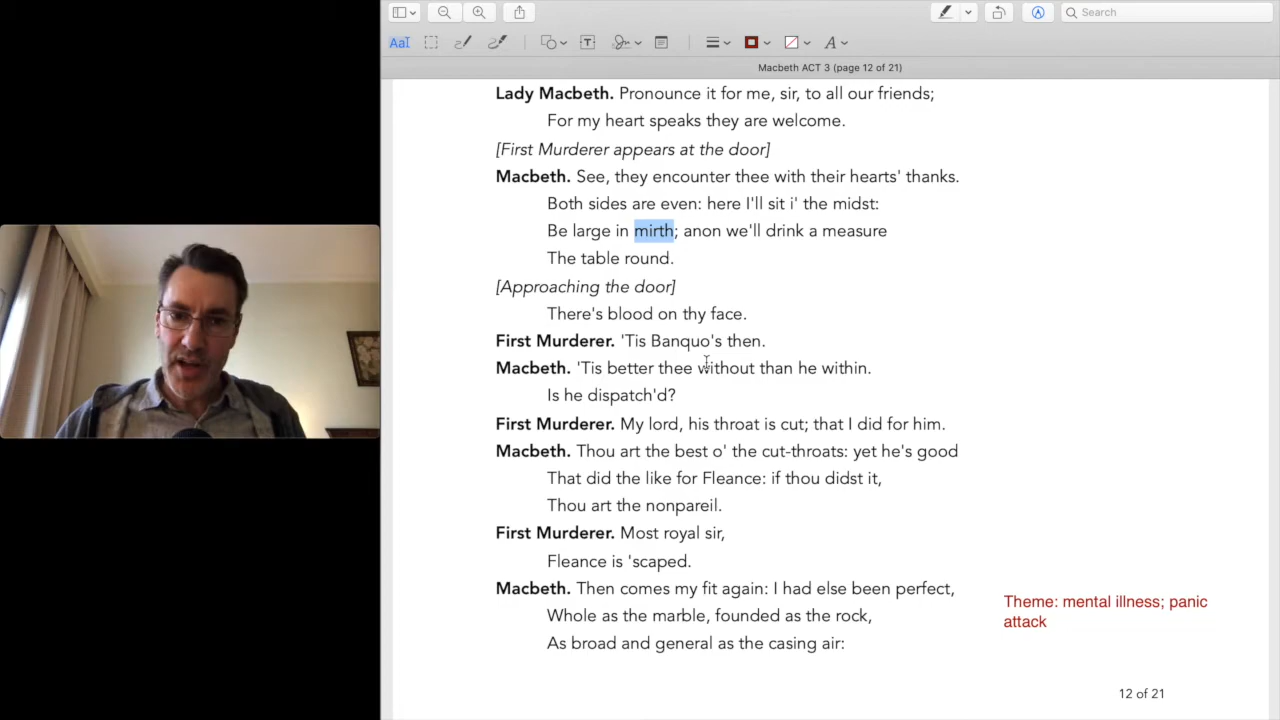 Search
AaI
T
A
Macbeth ACT 3 (page 12 of 21)
Lady Macbeth. Pronounce it for me, sir, to all our friends;
For my heart speaks they are welcome.
[First Murderer appears at the door]
Macbeth. See, they encounter thee with their hearts' thanks.
Both sides are even: here I'll sit i' the midst:
Be large in mirth; anon we'll drink a measure
The table round.
[Approaching the door]
There's blood on thy face.
First Murderer. 'Tis Banquo's then.
Macbeth. 'Tis better thee without than he within.
Is he dispatch'd?
First Murderer. My lord, his throat is cut; that I did for him.
Macbeth. Thou art the best o' the cut-throats: yet he's good
That did the like for Fleance: if thou didst it,
Thou art the nonpareil.
First Murderer. Most royal sir,
Fleance is 'scaped.
Macbeth. Then comes my fit again: I had else been perfect,
Whole as the marble, founded as the rock,
As broad and general as the casing air:
Theme: mental illness; panic
attack
12 of 21